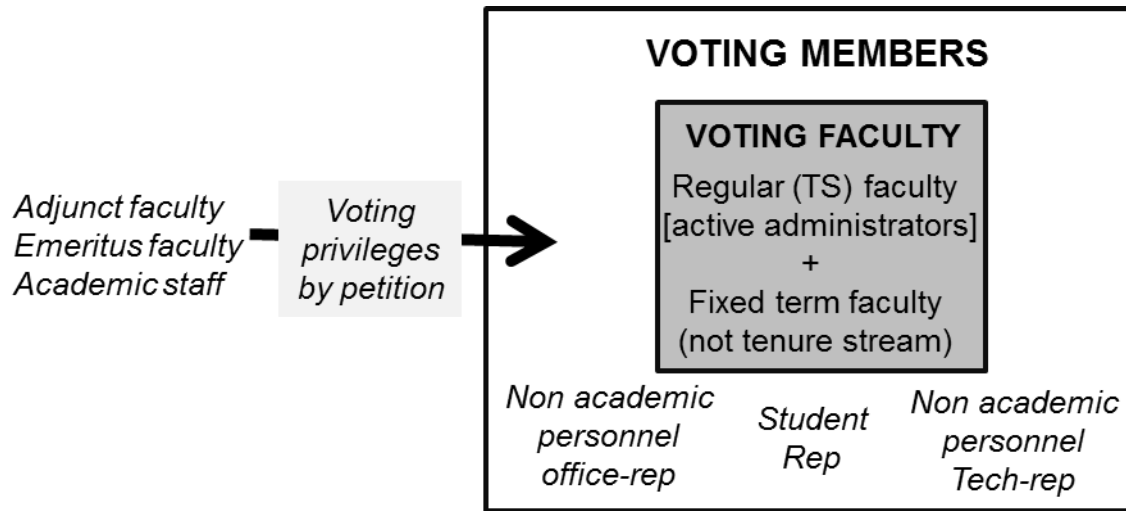 VOTING MEMBERS
VOTING FACULTY
Regular (TS) faculty
[active administrators]
+
Fixed term faculty
(not tenure stream)
Adjunct faculty
Emeritus faculty
Academic staff
Voting
privileges
by petition
Non academic
personnel
office-rep
Student
Rep
Non academic
personnel
Tech-rep